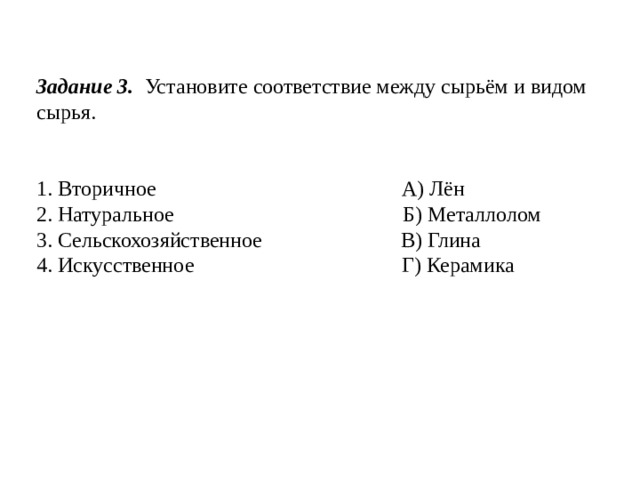 Задание 3. Установите соответствие между сырьём и видом
сырья.
1. Вторичное А) Лён
2. Натуральное Б) Металлолом
3. Сельскохозяйственное В) Глина
4. Искусственное Г) Керамика